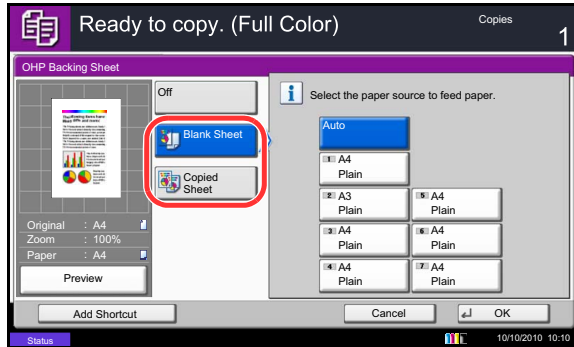 Ready to copy. (Full Color)
Copies
1
OHP Backing Sheet
Off
Blank Sheet
Copied
Sheet
Select the paper source to feed paper.
Auto
1 A4
Plain
2 A3
Plain
3 A4
Plain
4 A4
Plain
5 A4
Plain
6 A4
Plain
7 A4
Plain
Original : A4
Zoom : 100%
Paper : A4
Preview
Add Shortcut
Cancel
OK
Status
10/10/2010 10:10